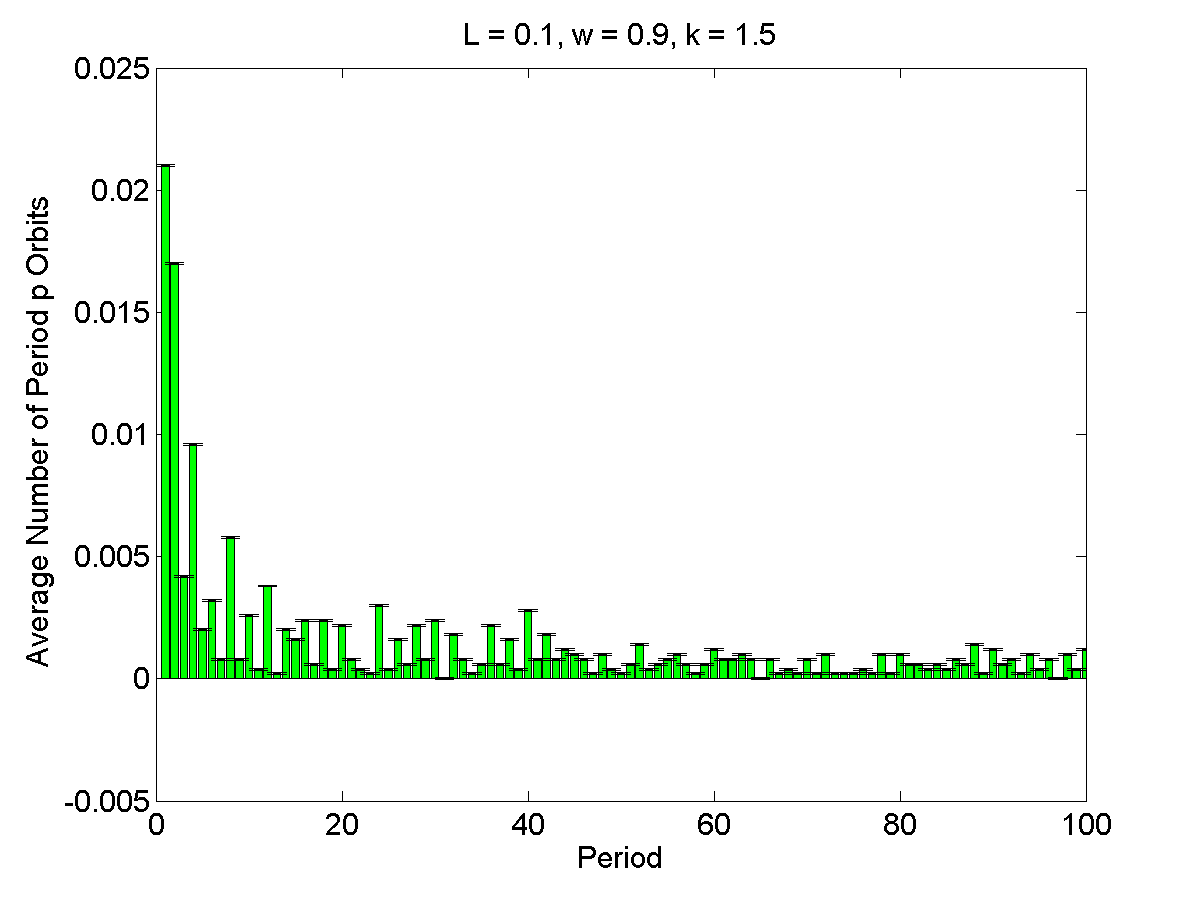 L = 0.1, w = 0.9, k = 1.5
0.025
0.02
0.015
0.01
0.005
0
-0.005
Average Number of Period p Orbits
0 20 40 60 80 100
Period